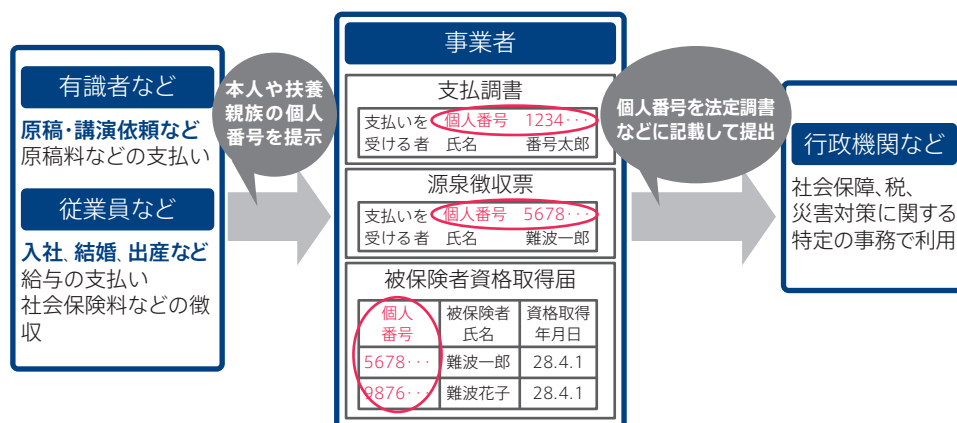 有識者など
原稿・講演依頼など
原稿料などの支払い
従業員など
入社、結婚、出産など
給与の支払い
社会保険料などの徴
収
本人や扶養
親族の個人
番号を提示
事業者
支払調書
支払いを 個人番号 1234･･･
受ける者 氏名 番号太郎
源泉徴収票
支払いを 個人番号 5678･･･
受ける者 氏名 難波一郎
被保険者資格取得届
個人 被保険者 資格取得
番号 氏名 年月日
5678･･･ 難波一郎 28.4.1
9876･･･ 難波花子 28.4.1
個人番号を法定調書
などに記載して提出
行政機関など
社会保障、税、
災害対策に関する
特定の事務で利用